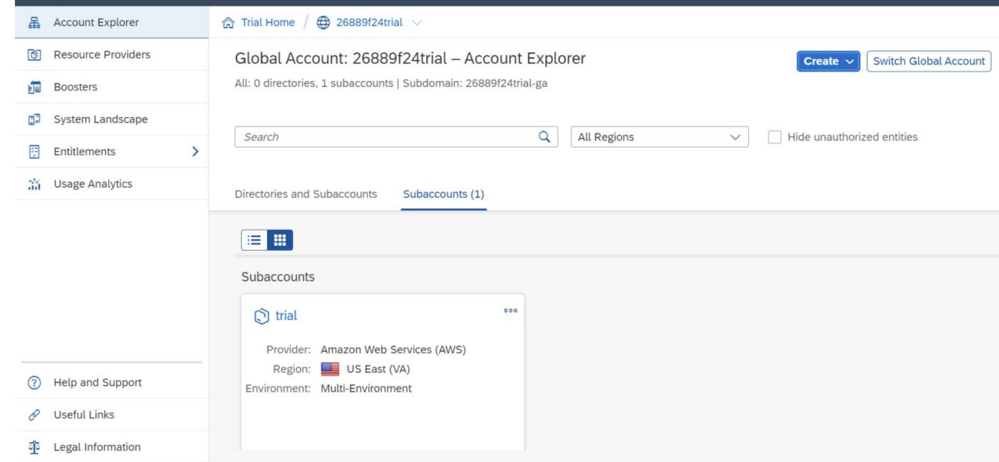 Account Explorer
Resource Providers
Boosters
System Landscape
Entitlements
Usage Analytics
Help and Support
Useful Links
Legal Information
Trial Home / 26889f24trial
Global Account: 26889f24trial – Account Explorer
Create
Switch Global Account
All: 0 directories, 1 subaccounts | Subdomain: 26889f24trial-ga
Search
All Regions
Hide unauthorized entities
Directories and Subaccounts
Subaccounts (1)
Subaccounts
trial
Provider: Amazon Web Services (AWS)
Region: US East (VA)
Environment: Multi-Environment